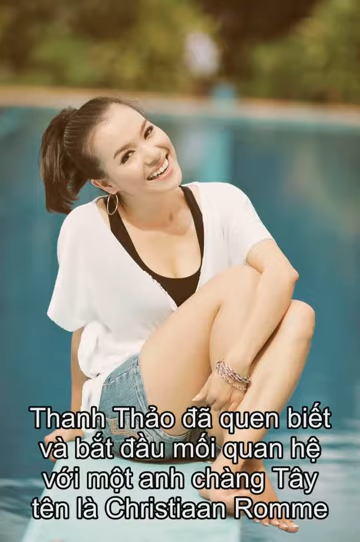 Thanh Thảo đã quen biết
và bắt đầu mối quan hệ
với một anh chàng Tây
tên là Christiaan Romme